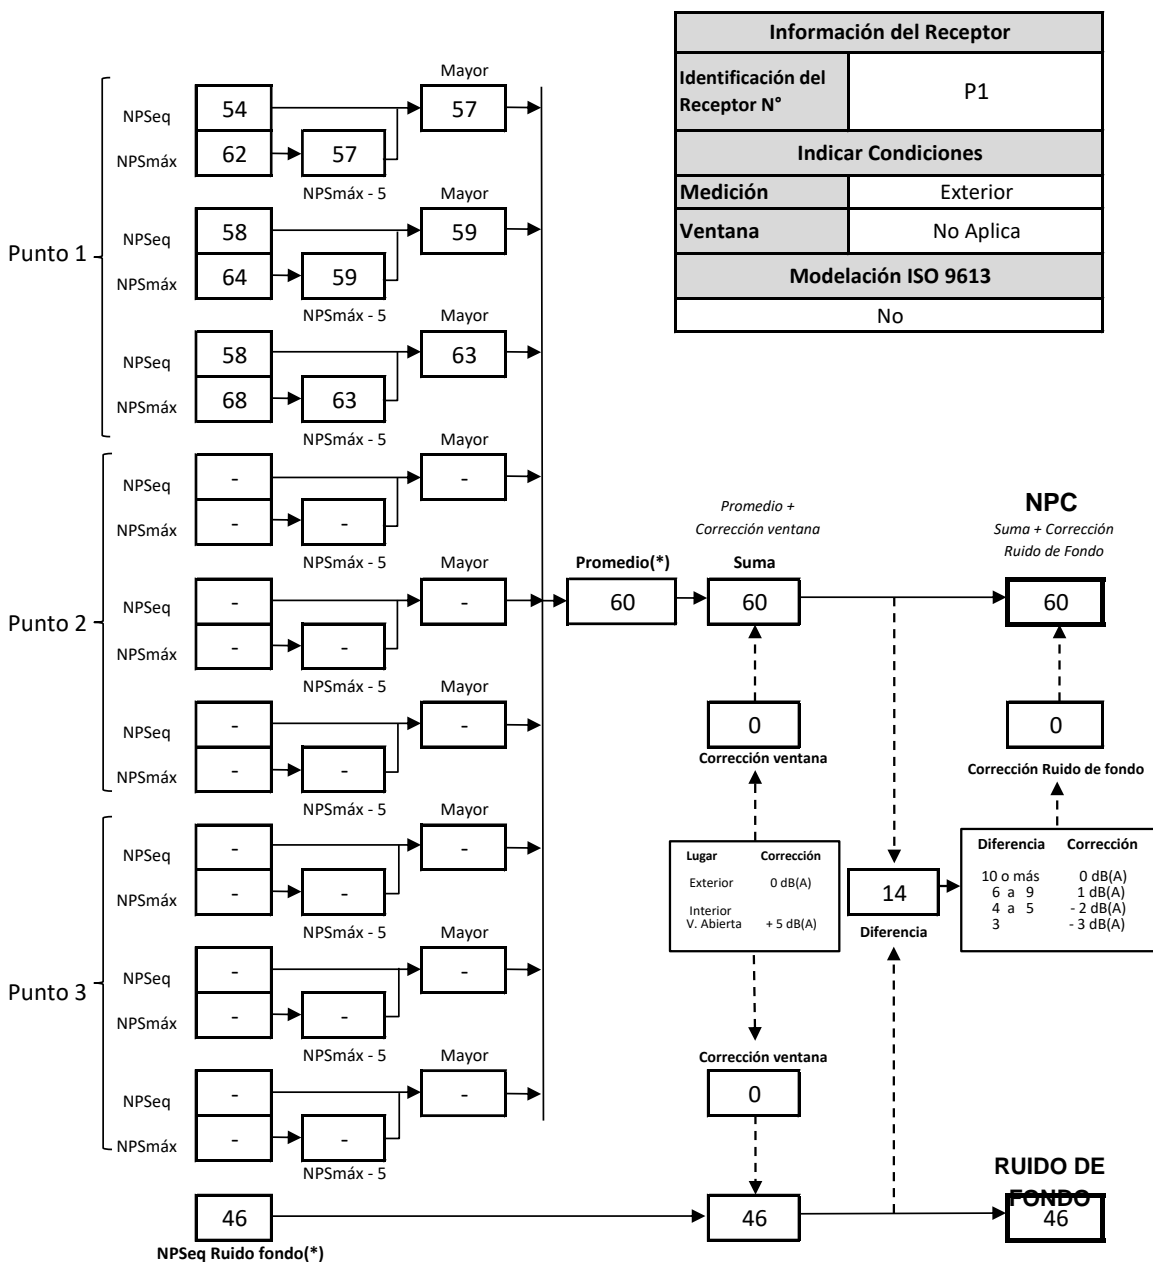 Información del Receptor
Identificación del
Receptor N°
P1
Indicar Condiciones
Medición
Exterior
Ventana
No Aplica
Modelación ISO 9613
No
Punto 1
Mayor
NPSeq
54
57
NPSmáx
62
57
NPSmáx - 5
Mayor
NPSeq
58
59
NPSmáx
64
59
NPSmáx - 5
Mayor
NPSeq
58
63
NPSmáx
68
63
NPSmáx - 5
Punto 2
Mayor
NPSeq
-
-
NPSmáx
-
-
NPSmáx - 5
Mayor
NPSeq
-
-
NPSmáx
-
-
NPSmáx - 5
Mayor
NPSeq
-
-
NPSmáx
-
-
NPSmáx - 5
Punto 3
Mayor
NPSeq
-
-
NPSmáx
-
-
NPSmáx - 5
Mayor
NPSeq
-
-
NPSmáx
-
-
NPSmáx - 5
Mayor
NPSeq
-
-
NPSmáx
-
-
NPSmáx - 5
Promedio(*)
60
Promedio +
Corrección ventana
Suma
60
0
Corrección ventana
NPC
Suma + Corrección
Ruido de Fondo
60
0
Corrección Ruido de fondo
Lugar Corrección
Exterior 0 dB(A)
Interior
V. Abierta + 5 dB(A)
14
Diferencia
Diferencia Corrección
10 o más 0 dB(A)
6 a 9 1 dB(A)
4 a 5 - 2 dB(A)
3 - 3 dB(A)
Corrección ventana
0
46
NPSeq Ruido fondo(*)
46
RUIDO DE
FONDO
46